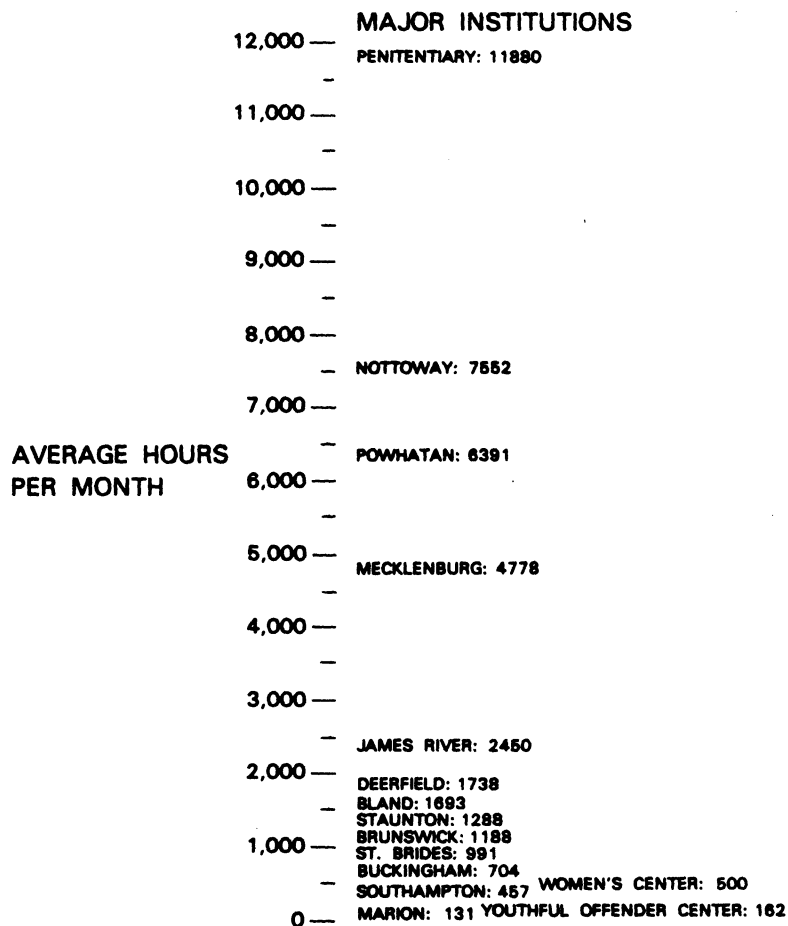 MAJOR INSTITUTIONS
12,000
PENITENTIARY: 11880
11,000
10,000
9,000
8,000
NOTTOWAY: 7552
7,000
AVERAGE HOURS
PER MONTH
POWHATAN: 6391
6,000
5,000
MECKLENBURG: 4778
4,000
3,000
JAMES RIVER: 2450
2,000
DEERFIELD: 1738
BLAND: 1693
STAUNTON: 1288
BRUNSWICK: 1188
1,000
ST. BRIDES: 991
BUCKINGHAM: 704
SOUTHAMPTON: 457 WOMEN'S CENTER: 500
0
MARION: 131 YOUTHFUL OFFENDER CENTER: 162